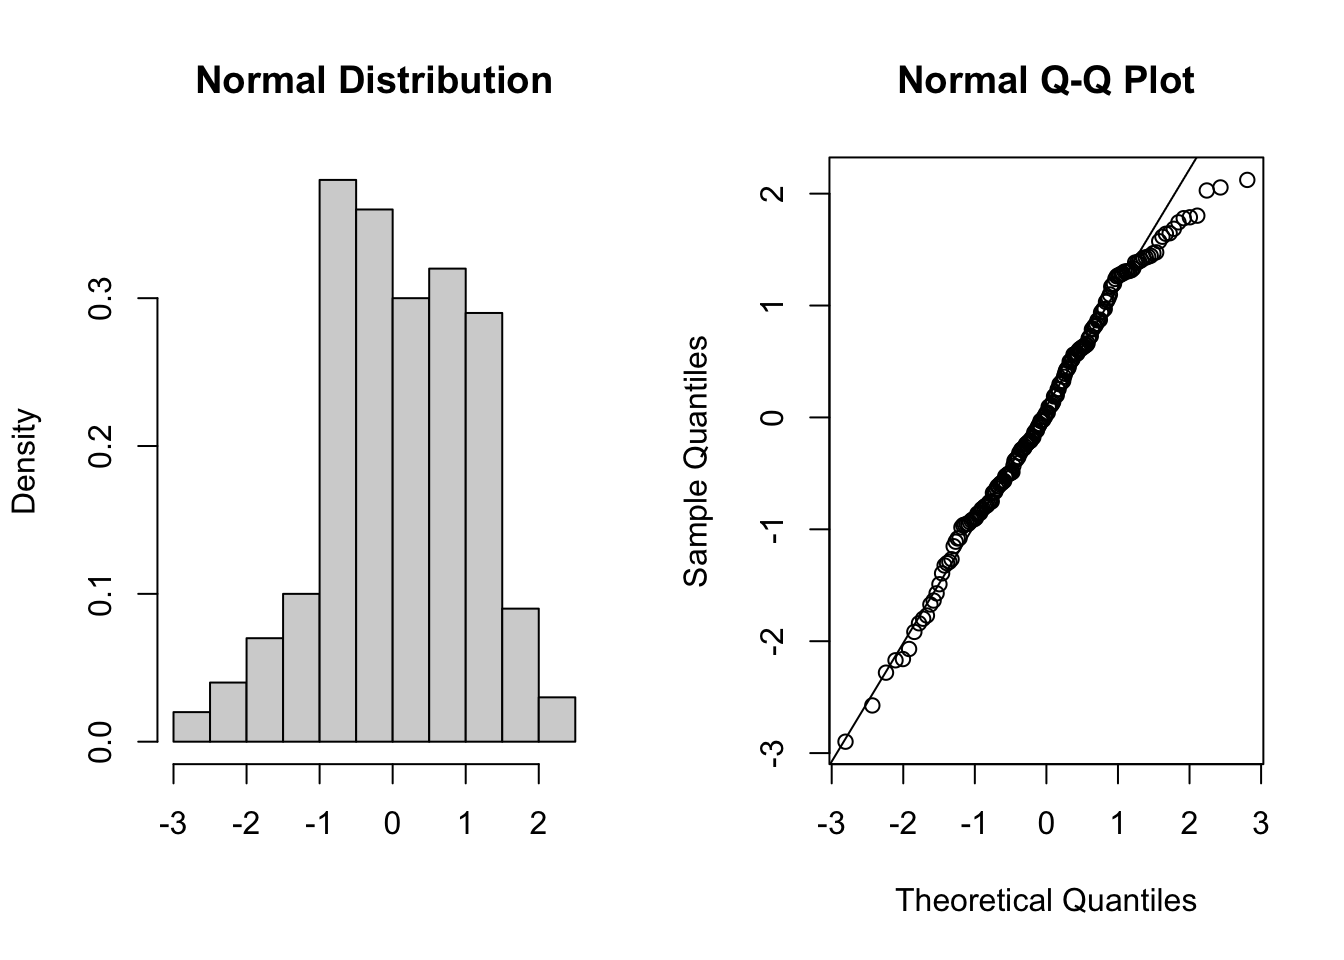 Normal Distribution
Density
0.0
0.1
0.2
0.3
-3 -2 -1 0 1 2
Normal Q-Q Plot
Sample Quantiles
2
1
0
-1
-2
-3
-3 -2 -1 0 1 2 3
Theoretical Quantiles